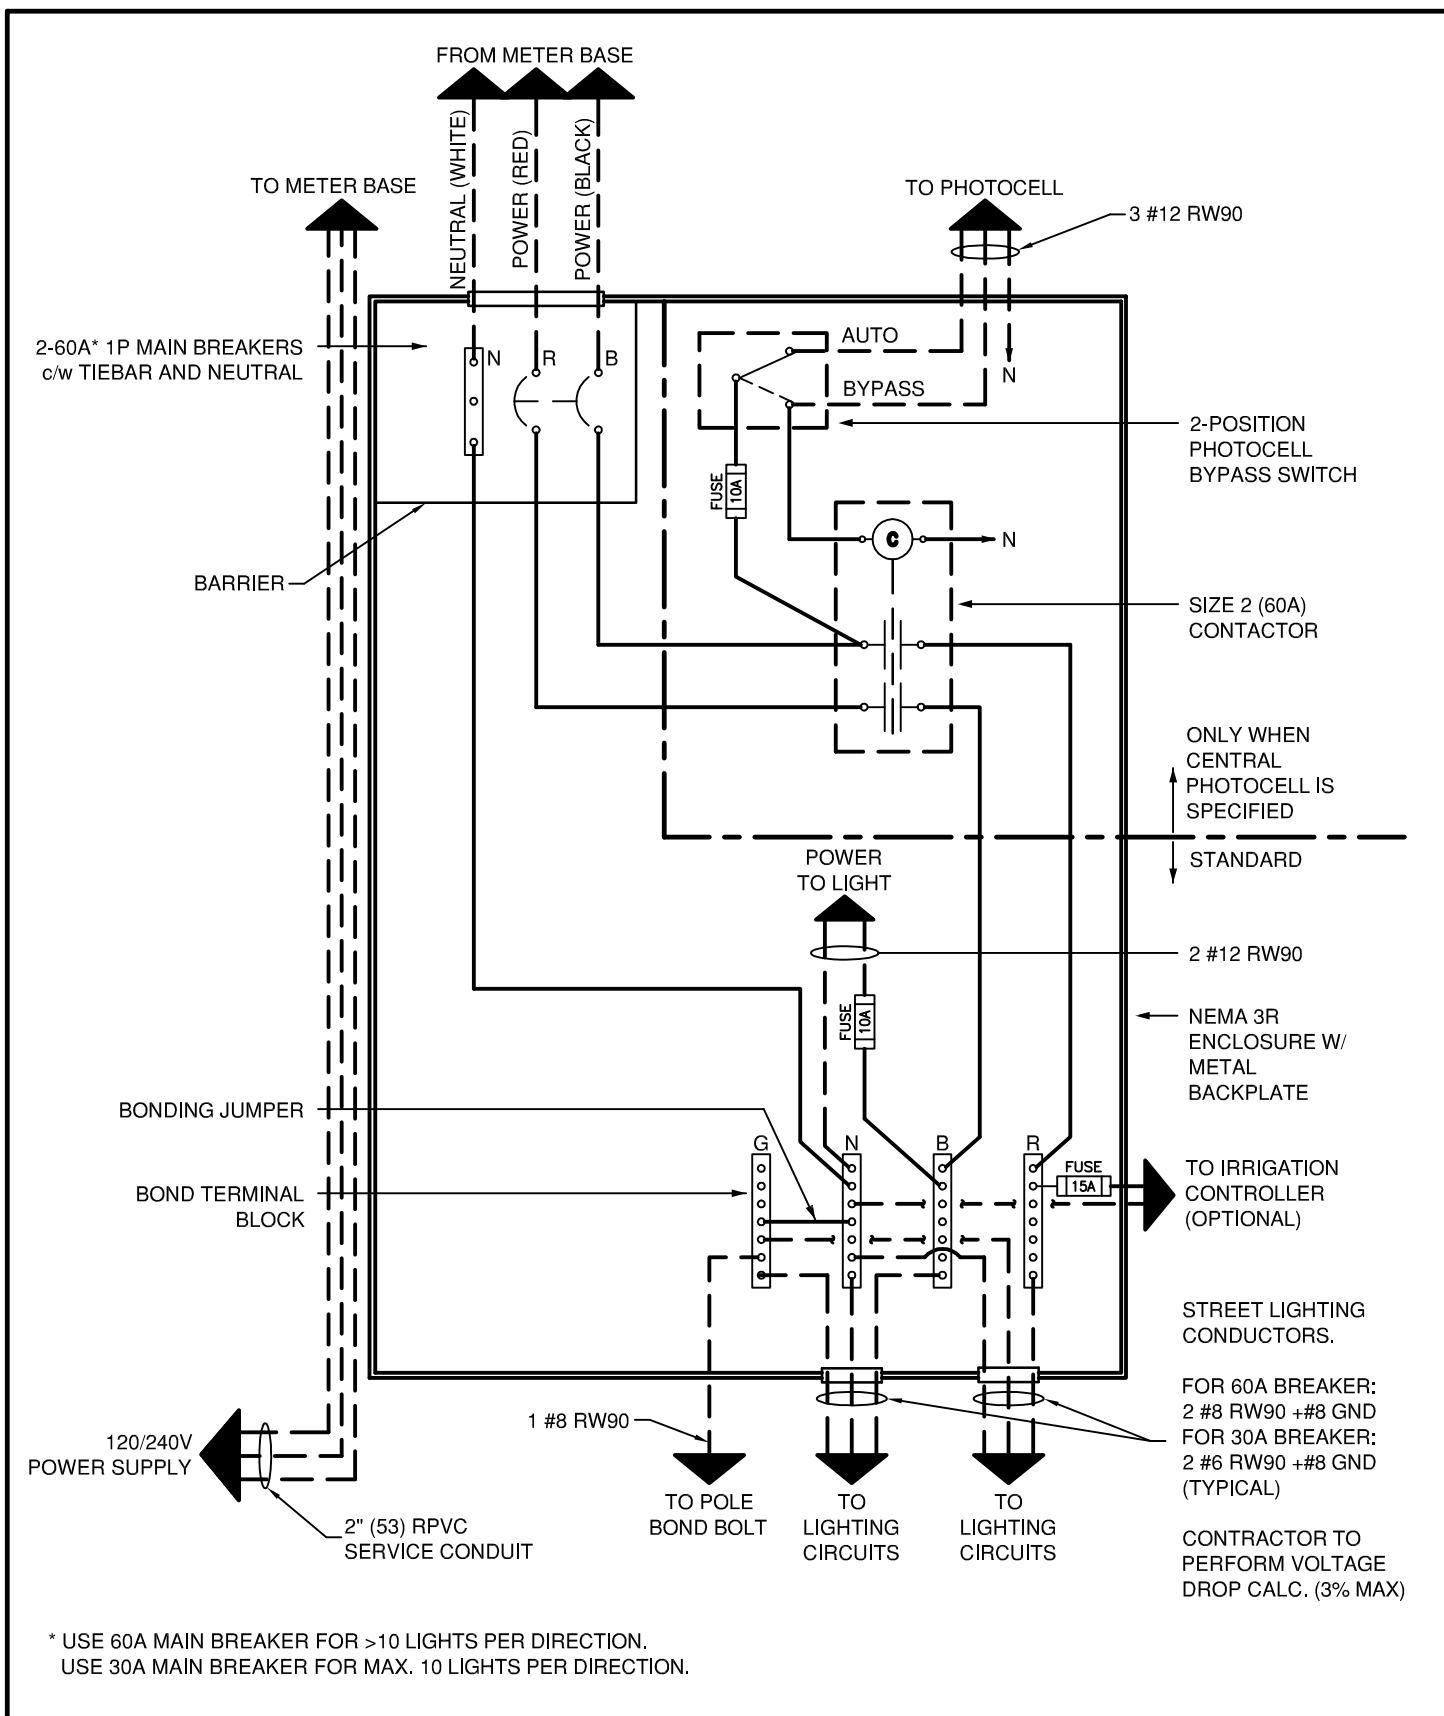 FROM METER BASE
NEUTRAL (WHITE)
POWER (RED)
POWER (BLACK)
TO METER BASE
TO PHOTOCELL
3 #12 RW90
2-60A* 1P MAIN BREAKERS
c/w TIEBAR AND NEUTRAL
N
R
B
AUTO
BYPASS
N
2-POSITION
PHOTOCELL
BYPASS SWITCH
FUSE
10A
BARRIER
C
N
SIZE 2 (60A)
CONTACTOR
ONLY WHEN
CENTRAL
PHOTOCELL IS
SPECIFIED
STANDARD
POWER
TO LIGHT
2 #12 RW90
FUSE
10A
NEMA 3R
ENCLOSURE W/
METAL
BACKPLATE
BONDING JUMPER
BOND TERMINAL
BLOCK
G
N
B
R
FUSE
15A
TO IRRIGATION
CONTROLLER
(OPTIONAL)
STREET LIGHTING
CONDUCTORS.
FOR 60A BREAKER:
2 #8 RW90 +#8 GND
FOR 30A BREAKER:
2 #6 RW90 +#8 GND
(TYPICAL)
CONTRACTOR TO
PERFORM VOLTAGE
DROP CALC. (3% MAX)
1 #8 RW90
120/240V
POWER SUPPLY
2" (53) RPVC
SERVICE CONDUIT
TO POLE
BOND BOLT
TO
LIGHTING
CIRCUITS
TO
LIGHTING
CIRCUITS
* USE 60A MAIN BREAKER FOR >10 LIGHTS PER DIRECTION.
USE 30A MAIN BREAKER FOR MAX. 10 LIGHTS PER DIRECTION.